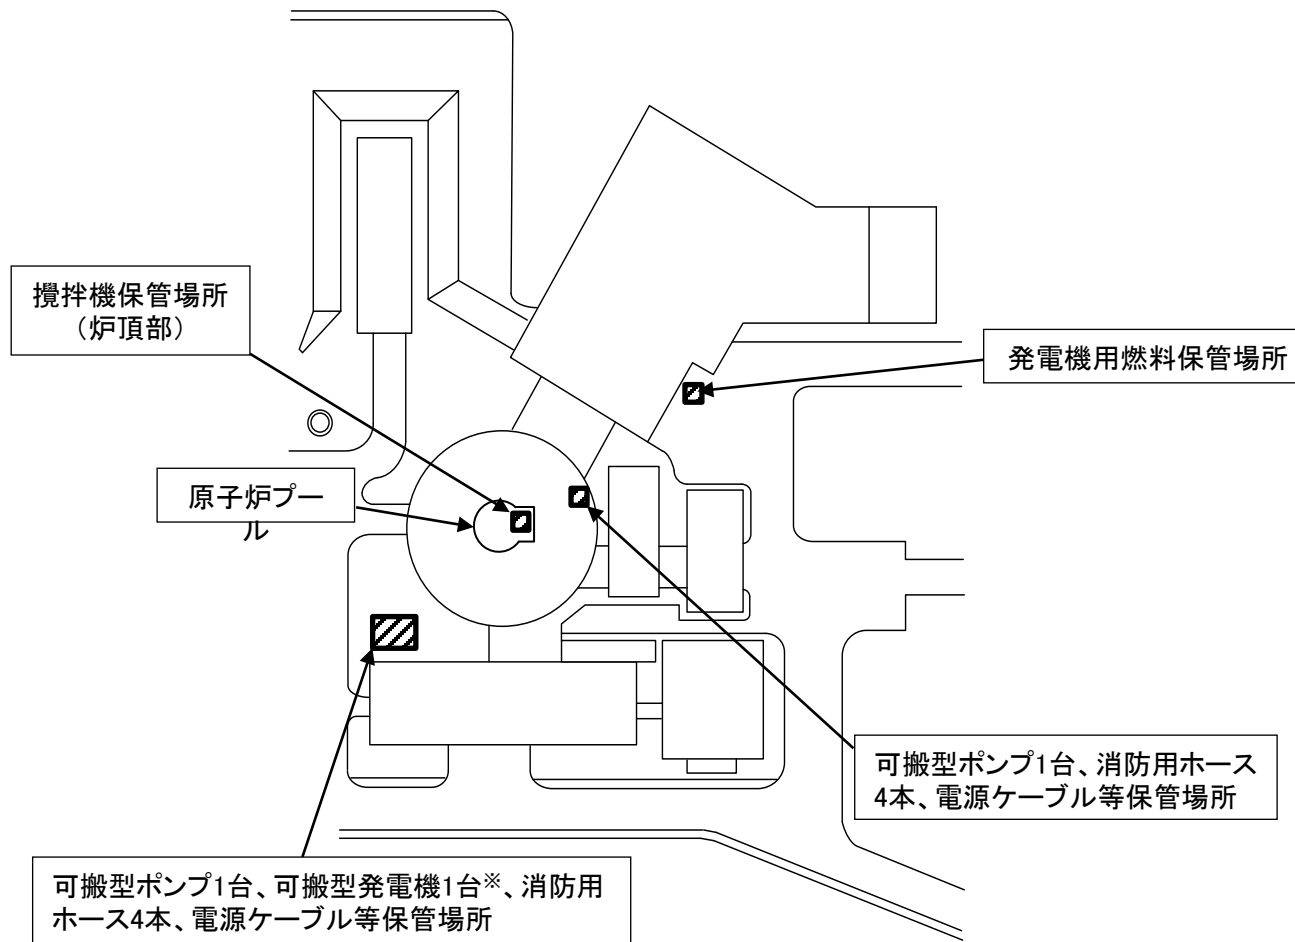 攪拌機保管場所
（炉頂部）
発電機用燃料保管場所
原子炉プー
ル
可搬型ポンプ1台、消防用ホース
4本、電源ケーブル等保管場所
可搬型ポンプ1台、可搬型発電機1台※、消防用
ホース4本、電源ケーブル等保管場所